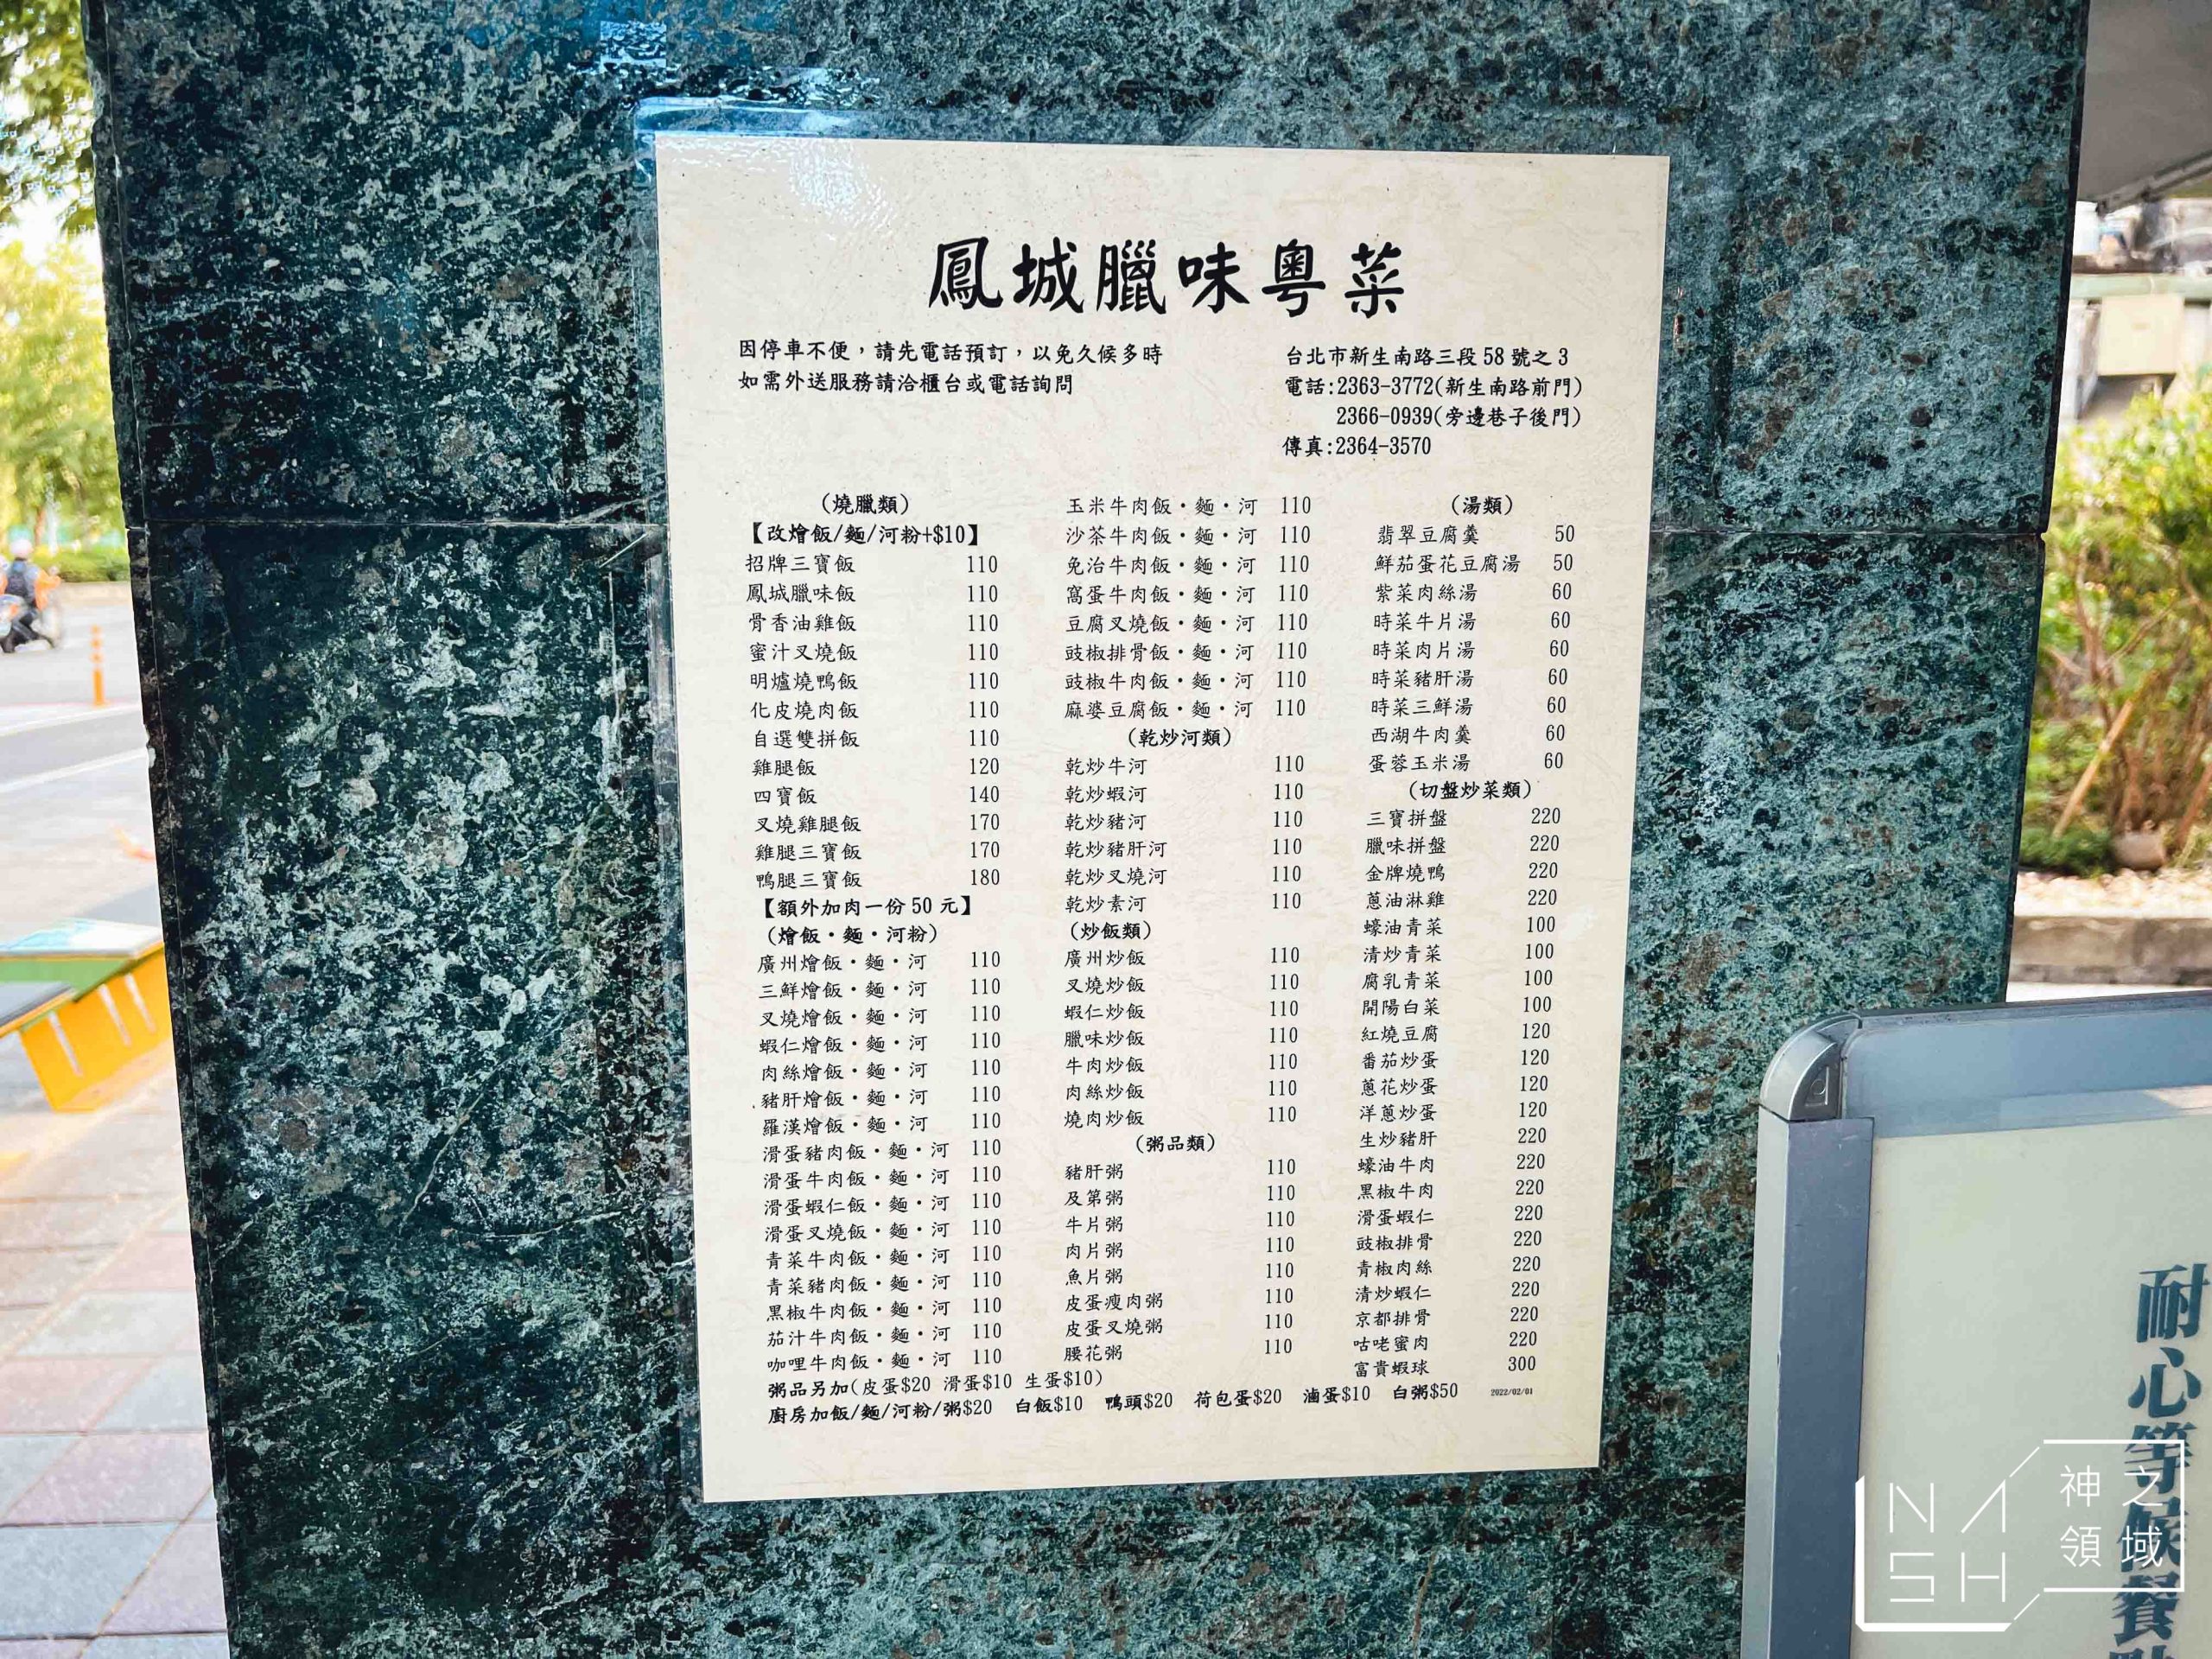 鳳城臘味粵菜
因停車不便，請先電話預訂，以免久候多時
如需外送服務請洽櫃台或電話詢問
台北市新生南路三段58號之3
電話:2363-3772(新生南路前門)
2366-0939(旁邊巷子後門)
傳真:2364-3570
(燒臘類)
【改燴飯/麵/河粉+$10】
招牌三寶飯 110
鳳城臘味飯 110
骨香油雞飯 110
蜜汁叉燒飯 110
明爐燒鴨飯 110
化皮燒肉飯 110
自選雙拼飯 110
雞腿飯 120
四寶飯 140
叉燒雞腿飯 170
雞腿三寶飯 170
鴨腿三寶飯 180
【額外加肉一份50元】
(燴飯・麵・河粉)
廣州燴飯・麵・河 110
三鮮燴飯・麵・河 110
叉燒燴飯・麵・河 110
蝦仁燴飯・麵・河 110
肉絲燴飯・麵・河 110
豬肝燴飯・麵・河 110
羅漢燴飯・麵・河 110
滑蛋豬肉飯・麵・河 110
滑蛋牛肉飯・麵・河 110
滑蛋蝦仁飯・麵・河 110
滑蛋叉燒飯・麵・河 110
青菜牛肉飯・麵・河 110
青菜豬肉飯・麵・河 110
黑椒牛肉飯・麵・河 110
茄汁牛肉飯・麵・河 110
咖哩牛肉飯・麵・河 110
玉米牛肉飯・麵・河 110
沙茶牛肉飯・麵・河 110
免治牛肉飯・麵・河 110
窩蛋牛肉飯・麵・河 110
豆腐叉燒飯・麵・河 110
豉椒排骨飯・麵・河 110
豉椒牛肉飯・麵・河 110
麻婆豆腐飯・麵・河 110
(乾炒河類)
乾炒牛河 110
乾炒蝦河 110
乾炒豬河 110
乾炒豬肝河 110
乾炒叉燒河 110
乾炒素河 110
(炒飯類)
廣州炒飯 110
叉燒炒飯 110
蝦仁炒飯 110
臘味炒飯 110
牛肉炒飯 110
肉絲炒飯 110
燒肉炒飯 110
(粥品類)
豬肝粥 110
及第粥 110
牛片粥 110
肉片粥 110
魚片粥 110
皮蛋瘦肉粥 110
皮蛋叉燒粥 110
腰花粥 110
(湯類)
翡翠豆腐羹 50
鮮茄蛋花豆腐湯 50
紫菜肉絲湯 60
時菜牛片湯 60
時菜肉片湯 60
時菜豬肝湯 60
時菜三鮮湯 60
西湖牛肉羹 60
蛋蓉玉米湯 60
(切盤炒菜類)
三寶拼盤 220
臘味拼盤 220
金牌燒鴨 220
蔥油淋雞 220
蠔油青菜 100
清炒青菜 100
腐乳青菜 100
開陽白菜 100
紅燒豆腐 120
番茄炒蛋 120
蔥花炒蛋 120
洋蔥炒蛋 120
生炒豬肝 220
蠔油牛肉 220
黑椒牛肉 220
滑蛋蝦仁 220
豉椒排骨 220
青椒肉絲 220
清炒蝦仁 220
京都排骨 220
咕咾蜜肉 220
富貴蝦球 300
粥品另加(皮蛋$20 滑蛋$10 生蛋$10)
廚房加飯/麵/河粉/粥$20 白飯$10 鴨頭$20 荷包蛋$20 滷蛋$10 白粥$50
2022/02/01
耐心等候餐點
NASH
神之領域